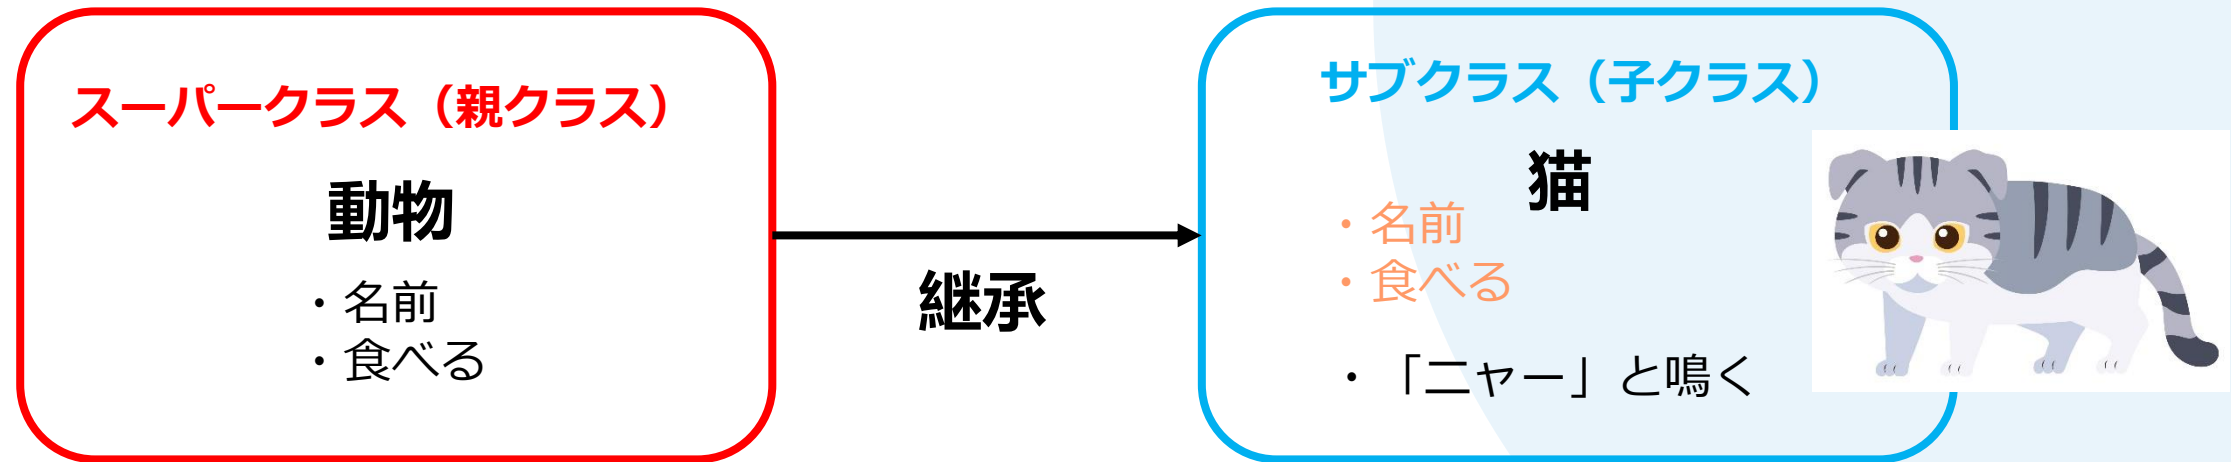 スーパークラス（親クラス）
動物
・名前
・食べる
継承
サブクラス（子クラス）
猫
・名前
・食べる
・「ニャー」と鳴く